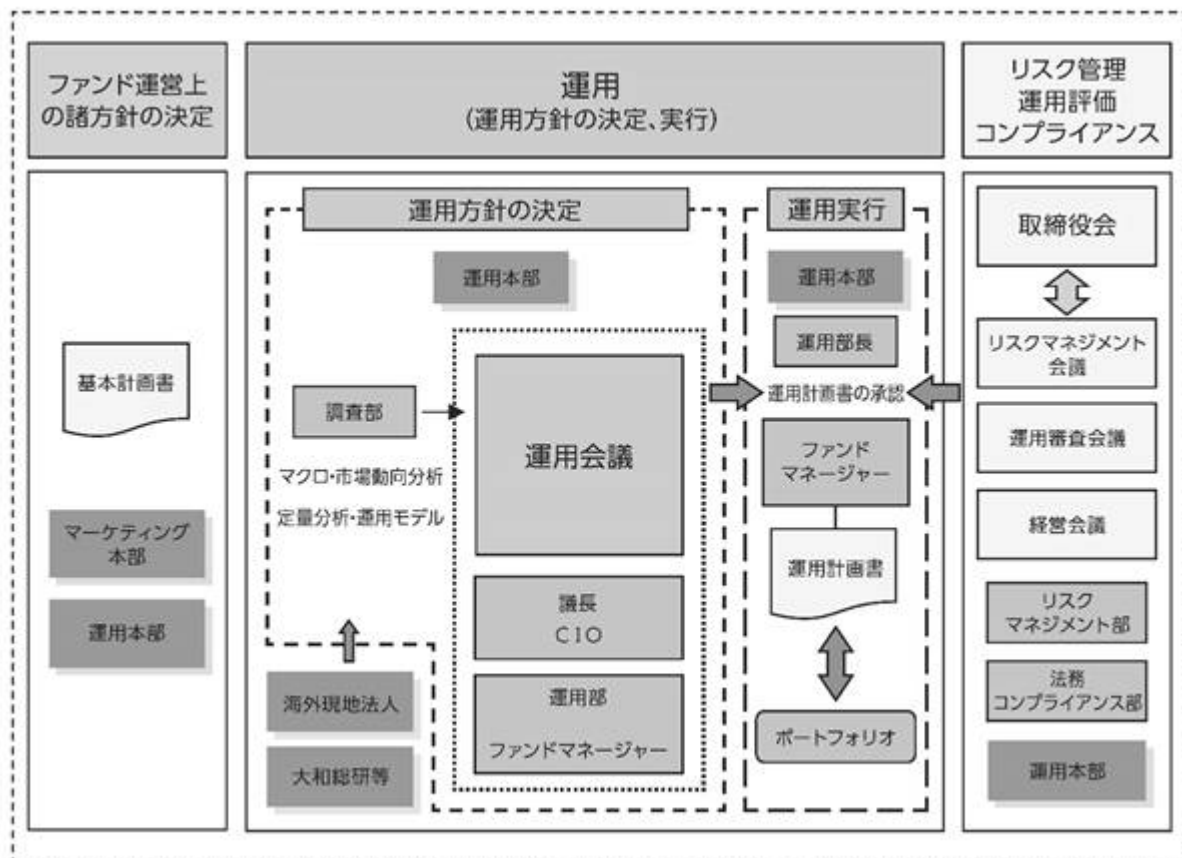 ファンド運営上
の諸方針の決定
運用
(運用方針の決定、実行)
リスク管理
運用評価
コンプライアンス
基本計画書
マーケティング
本部
運用本部
運用方針の決定
運用本部
調査部
マクロ・市場動向分析
定量分析・運用モデル
運用会議
議長
CIO
運用部
ファンドマネージャー
海外現地法人
大和総研等
運用実行
運用本部
運用部長
運用計画書の承認
ファンド
マネージャー
運用計画書
ポートフォリオ
取締役会
リスクマネジメント
会議
運用審査会議
経営会議
リスク
マネジメント部
法務
コンプライアンス部
運用本部